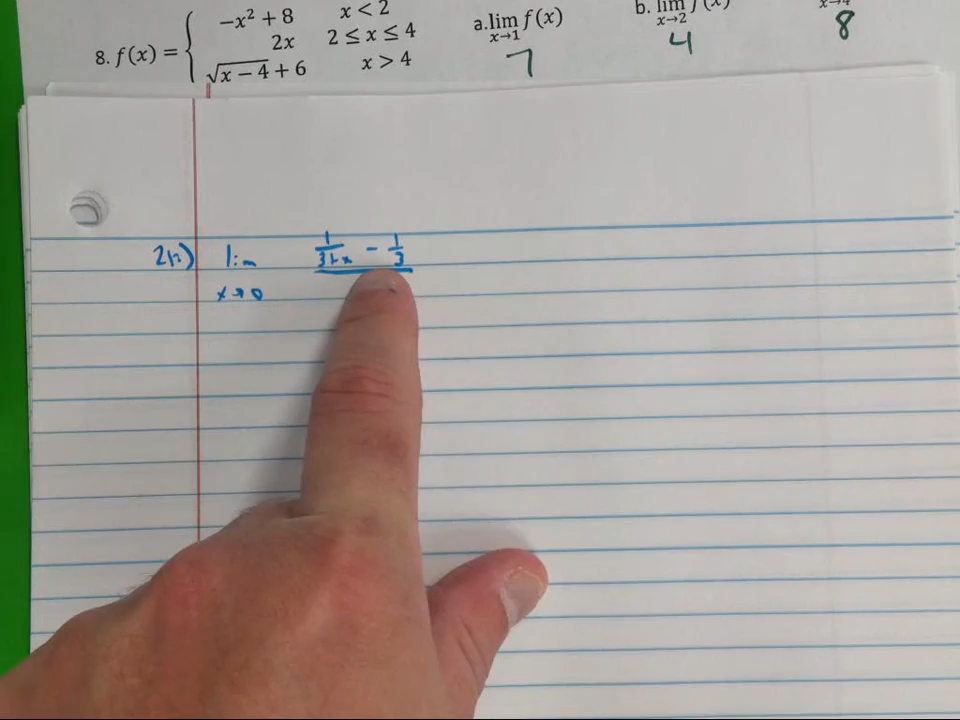 8. f(x) = { −x² + 8 x < 2
2x 2 ≤ x ≤ 4
√x − 4 + 6 x > 4
a. lim f(x)
x→1
7
b. lim f(x)
x→2
4
x→4
8
lim 1/3+x − 1/3
x→0